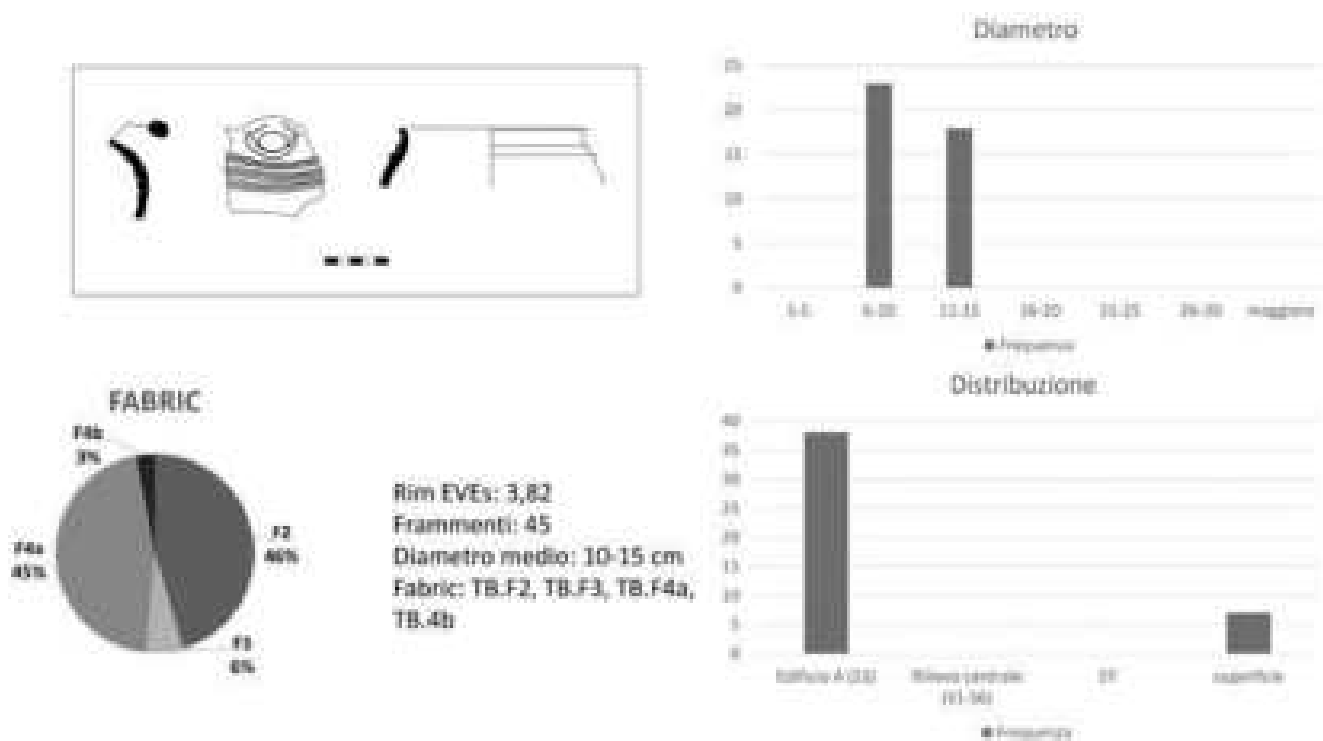 Diametro
25
20
15
10
5
0
6-10
11-15
16-20
21-25
26-30
maggiore
Frequenza
FABRIC
F4b
3%
F4a
45%
F2
46%
F3
6%
Rim EVEs: 3,82
Frammenti: 45
Diametro medio: 10-15 cm
Fabric: TB.F2, TB.F3, TB.F4a,
TB.4b
Distribuzione
40
35
30
25
20
15
10
5
0
Edificio A
Rilievo centrale
superficie
Frequenza